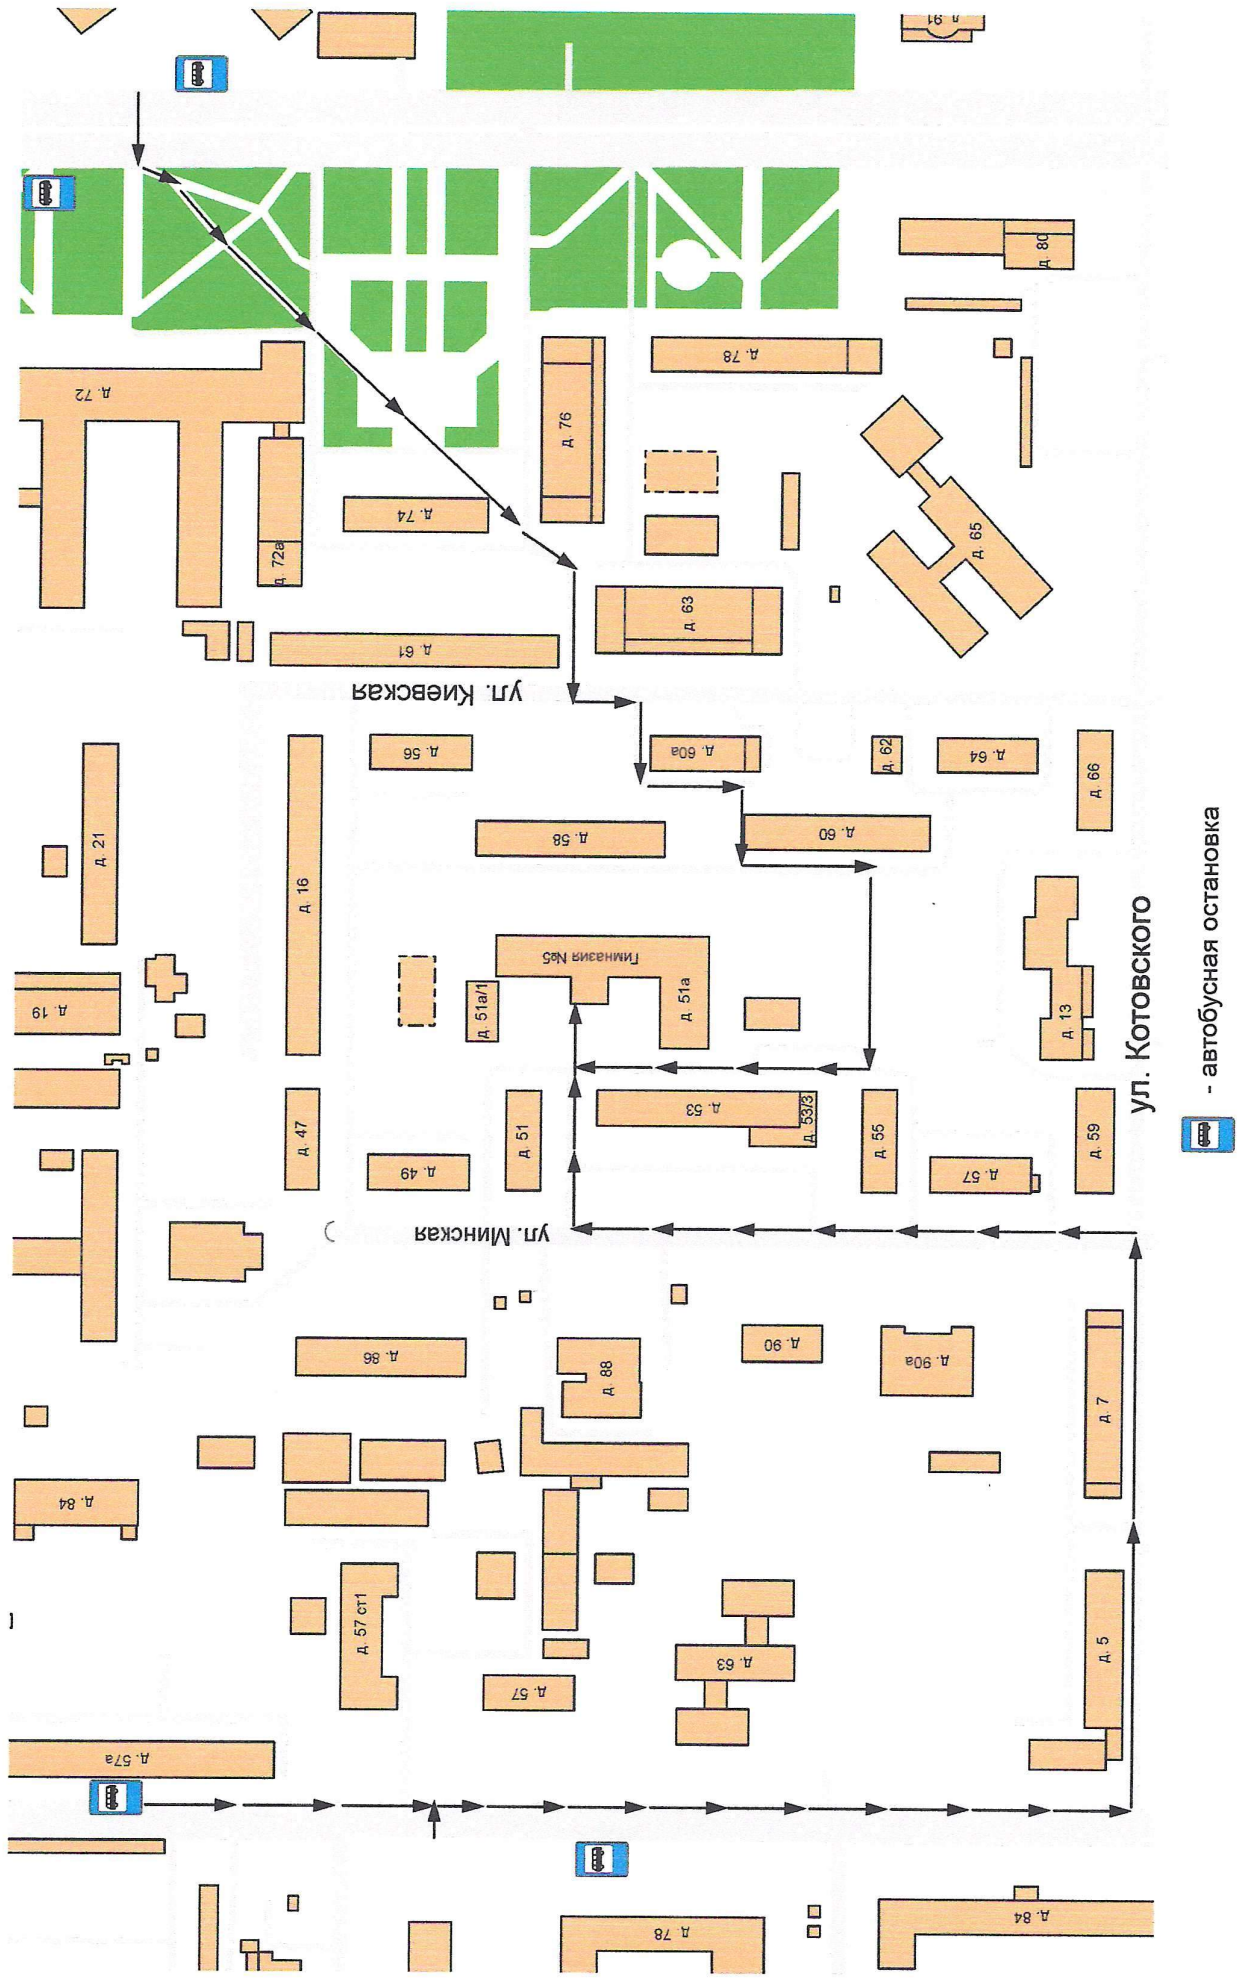 д. 91
д. 80
д. 72
д. 78
д. 76
д. 74
д. 72а
д. 65
д. 63
д. 61
ул. Киевская
д. 56
д. 60а
д. 62
д. 64
д. 66
д. 21
д. 16
д. 58
д. 60
Гимназия №5
д. 19
д. 51а/1
д 51а
д. 13
ул. Котовского
- автобусная остановка
д. 47
д. 49
д. 51
д. 53
д. 53/3
д. 55
д. 57
д. 59
ул. Минская
д. 86
д. 88
д. 90
д. 90а
д. 7
д. 84
д. 57 ст1
д. 57
д. 63
д. 5
д. 57а
д. 78
д. 84